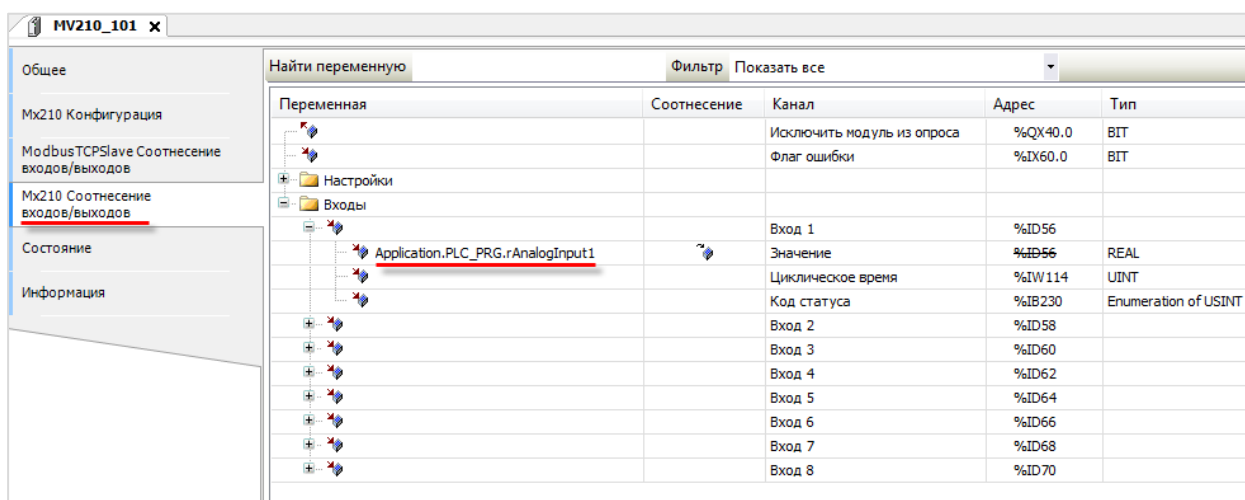 MV210_101 x
Общее
Mx210 Конфигурация
ModbusTCPSlave Соотнесение
входов/выходов
Mx210 Соотнесение
входов/выходов
Состояние
Информация
Найти переменную Фильтр Показать все
Переменная Соотнесение Канал Адрес Тип
Исключить модуль из опроса %QX40.0 BIT
Флаг ошибки %IX60.0 BIT
Настройки
Входы
Вход 1 %ID56
Application.PLC_PRG.rAnalogInput1 Значение %ID56 REAL
Циклическое время %IW114 UINT
Код статуса %IB230 Enumeration of USINT
Вход 2 %ID58
Вход 3 %ID60
Вход 4 %ID62
Вход 5 %ID64
Вход 6 %ID66
Вход 7 %ID68
Вход 8 %ID70